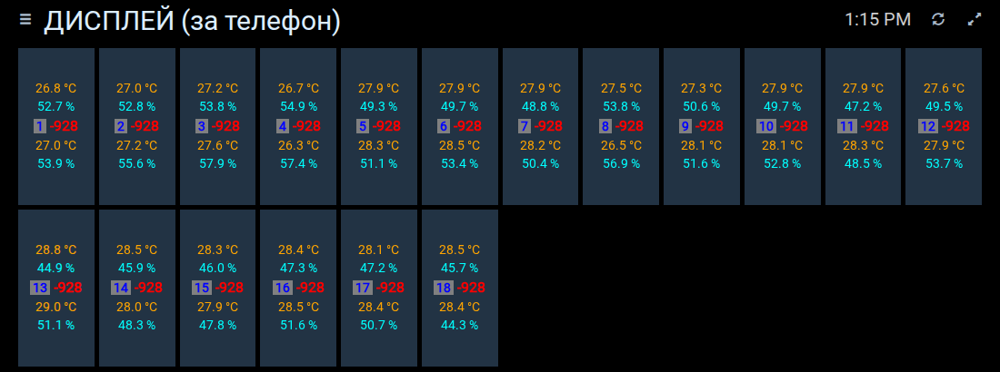 ДИСПЛЕЙ (за телефон)
1:15 PM
26.8 °C 27.0 °C 27.2 °C 26.7 °C 27.9 °C 27.9 °C 27.9 °C 27.5 °C 27.3 °C 27.9 °C 27.9 °C 27.6 °C
52.7 % 52.8 % 53.8 % 54.9 % 49.3 % 49.7 % 48.8 % 53.8 % 50.6 % 49.7 % 47.2 % 49.5 %
1 -928 2 -928 3 -928 4 -928 5 -928 6 -928 7 -928 8 -928 9 -928 10 -928 11 -928 12 -928
27.0 °C 27.2 °C 27.6 °C 26.3 °C 28.3 °C 28.5 °C 28.2 °C 26.5 °C 28.1 °C 28.1 °C 28.3 °C 27.9 °C
53.9 % 55.6 % 57.9 % 57.4 % 51.1 % 53.4 % 50.4 % 56.9 % 51.6 % 52.8 % 48.5 % 53.7 %
28.8 °C 28.5 °C 28.3 °C 28.4 °C 28.1 °C 28.5 °C
44.9 % 45.9 % 46.0 % 47.3 % 47.2 % 45.7 %
13 -928 14 -928 15 -928 16 -928 17 -928 18 -928
29.0 °C 28.0 °C 27.9 °C 28.5 °C 28.4 °C 28.4 °C
51.1 % 48.3 % 47.8 % 51.6 % 50.7 % 44.3 %